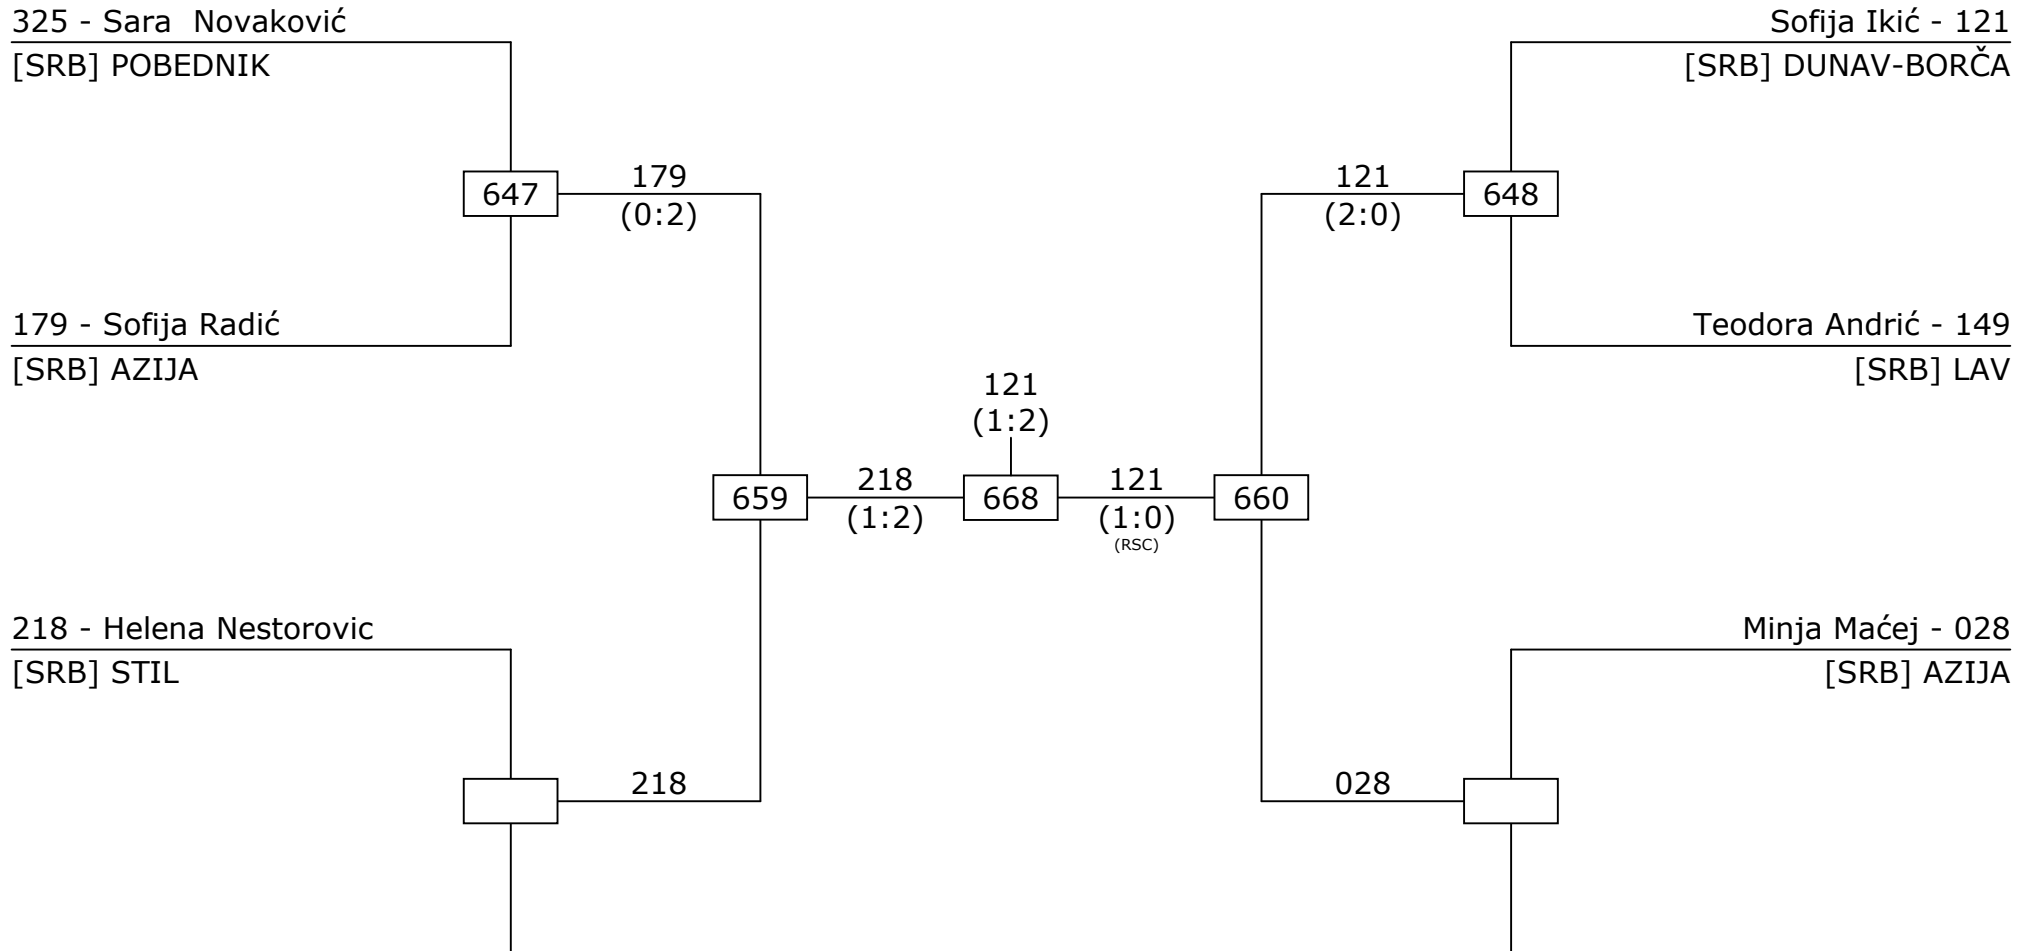 325 - Sara  Novaković
[SRB] POBEDNIK
Sofija Ikić - 121
[SRB] DUNAV-BORČA
647
179
(0:2)
121
(2:0)
648
179 - Sofija Radić
[SRB] AZIJA
Teodora Andrić - 149
[SRB] LAV
121
(1:2)
659
218
(1:2)
668
121
(1:0)
(RSC)
660
218 - Helena Nestorovic
[SRB] STIL
Minja Maćej - 028
[SRB] AZIJA
218
028